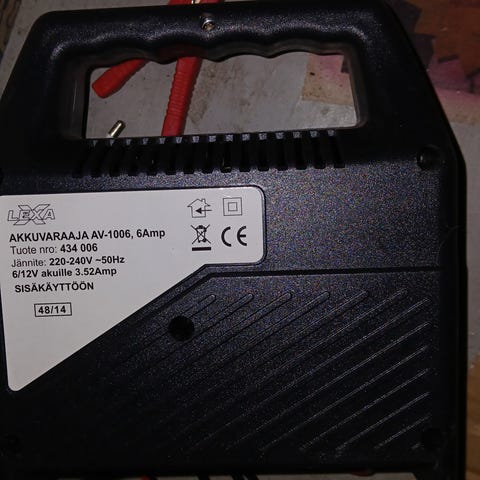 LEXA
AKKUVARAAJA AV-1006, 6Amp
Tuote nro: 434 006
Jännite: 220-240V ~50Hz
6/12V akuille 3.52Amp
SISÄKÄYTTÖÖN
48/14
CE